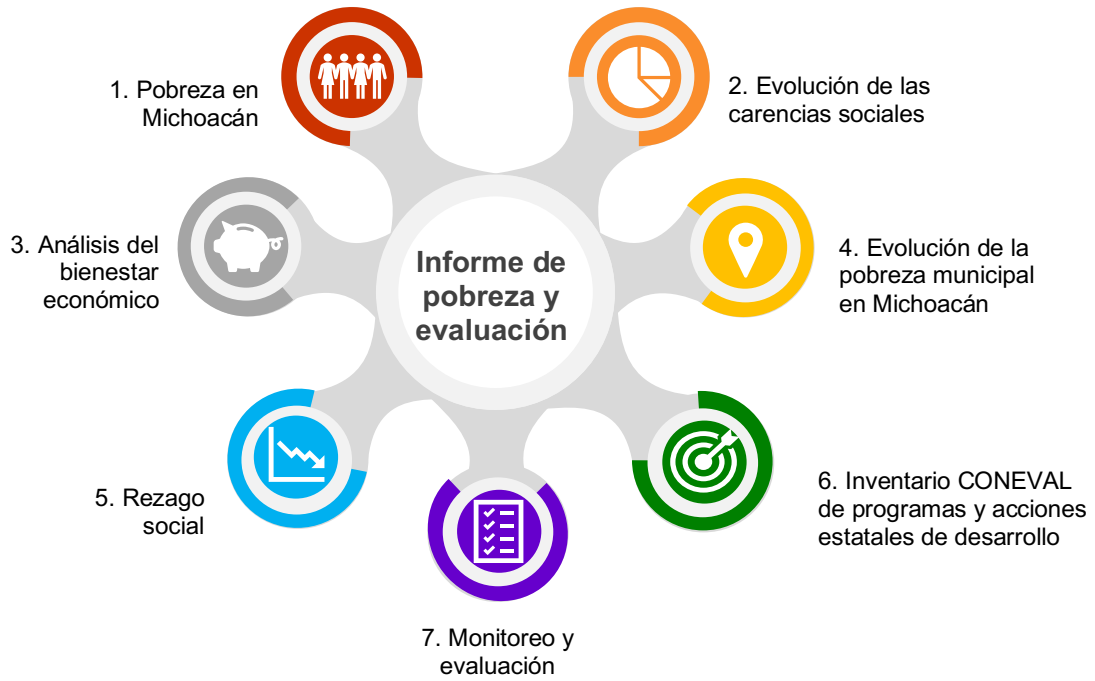 1. Pobreza en
Michoacán
2. Evolución de las
carencias sociales
3. Análisis del
bienestar
económico
Informe de
pobreza y
evaluación
4. Evolución de la
pobreza municipal
en Michoacán
5. Rezago
social
6. Inventario CONEVAL
de programas y acciones
estatales de desarrollo
7. Monitoreo y
evaluación